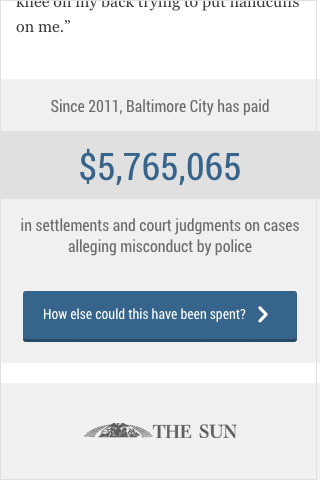 knee on my back trying to put handcuffs
on me.”
Since 2011, Baltimore City has paid
$5,765,065
in settlements and court judgments on cases
alleging misconduct by police
How else could this have been spent?
THE SUN